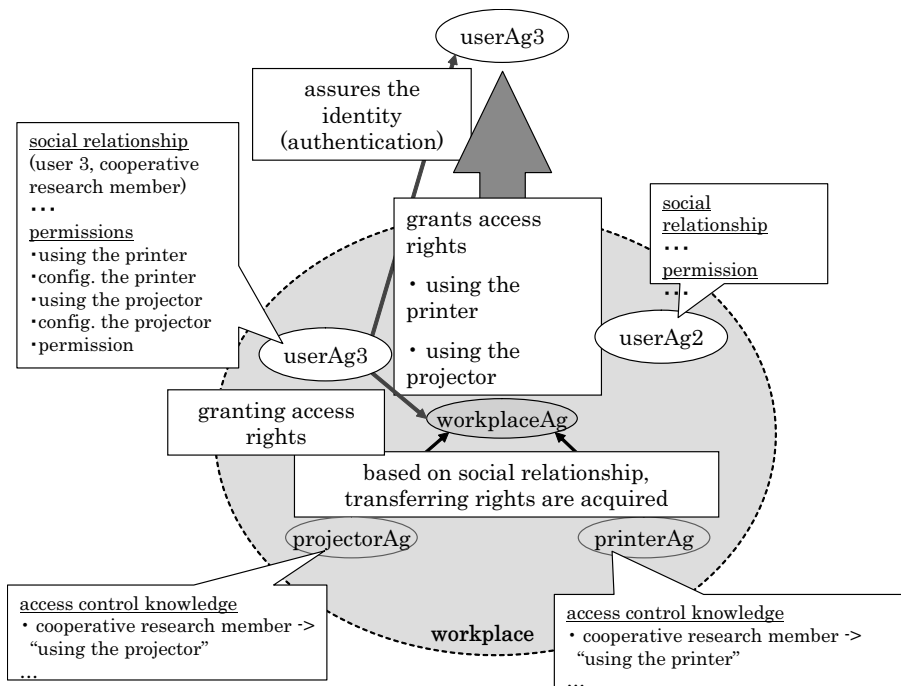 userAg3
assures the
identity
(authentication)
social relationship
(user 3, cooperative
research member)
・・・
permissions
・using the printer
・config. the printer
・using the projector
・config. the projector
・permission
grants access
rights
・using the
printer
・using the
projector
social
relationship
・・・
permission
・・・
userAg3
userAg2
granting access
rights
workplaceAg
based on social relationship,
transferring rights are acquired
projectorAg
printerAg
access control knowledge
・cooperative research member ->
“using the projector”
…
workplace
access control knowledge
・cooperative research member ->
“using the printer”
…